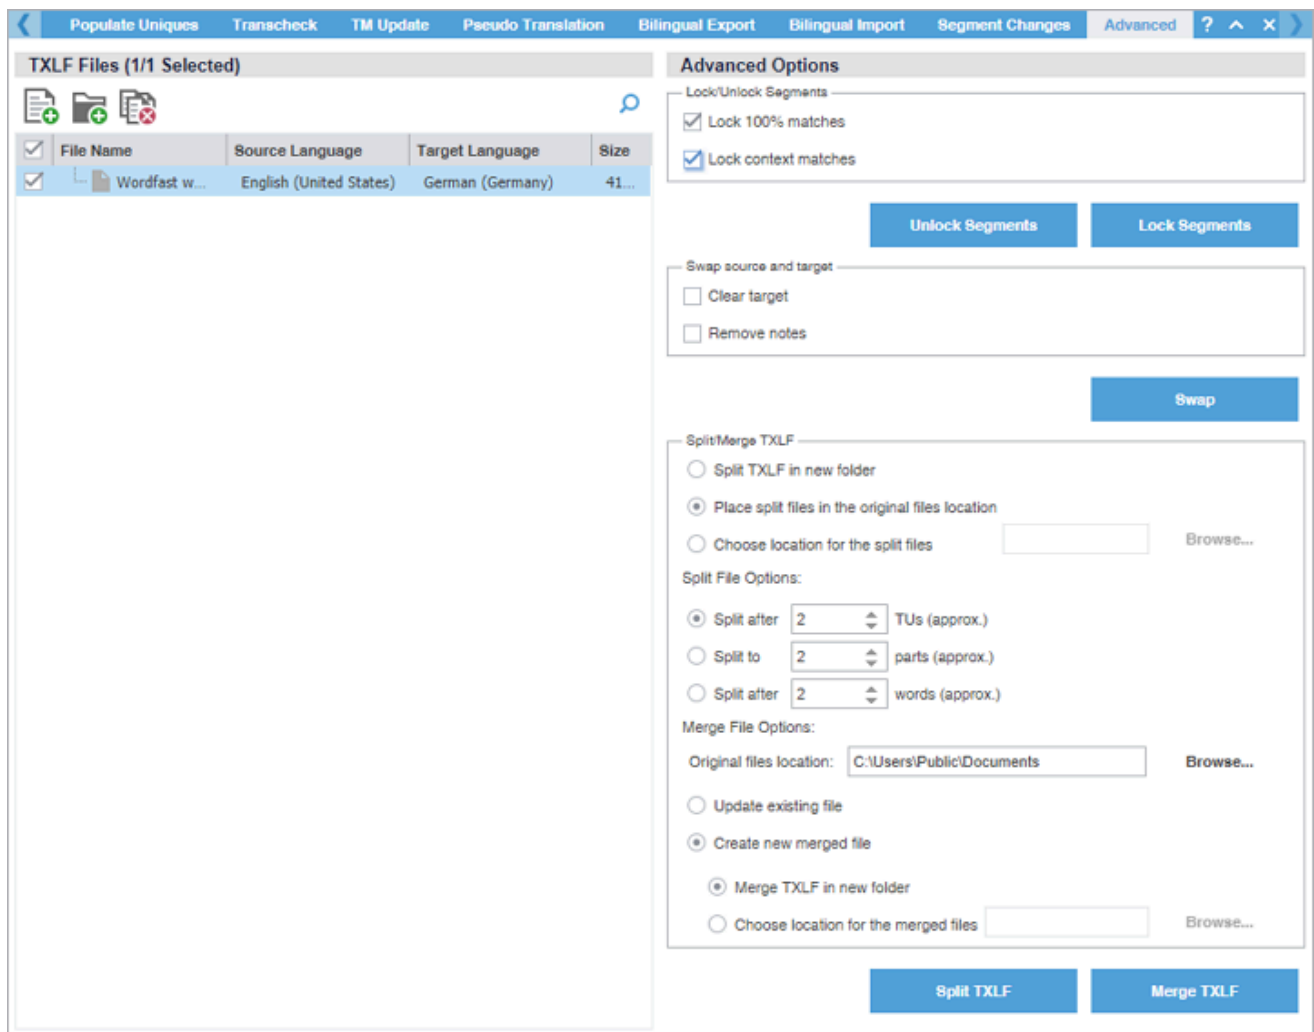 Populate Uniques Transcheck TM Update Pseudo Translation Bilingual Export Bilingual Import Segment Changes Advanced ?
TXLF Files (1/1 Selected)
File Name Source Language Target Language Size
Wordfast w... English (United States) German (Germany) 41...
Advanced Options
Lock/Unlock Segments
Lock 100% matches
Lock context matches
Unlock Segments Lock Segments
Swap source and target
Clear target
Remove notes
Swap
Split/Merge TXLF
Split TXLF in new folder
Place split files in the original files location
Choose location for the split files Browse...
Split File Options:
Split after 2 TUs (approx.)
Split to 2 parts (approx.)
Split after 2 words (approx.)
Merge File Options:
Original files location: C:\Users\Public\Documents Browse...
Update existing file
Create new merged file
Merge TXLF in new folder
Choose location for the merged files Browse...
Split TXLF Merge TXLF